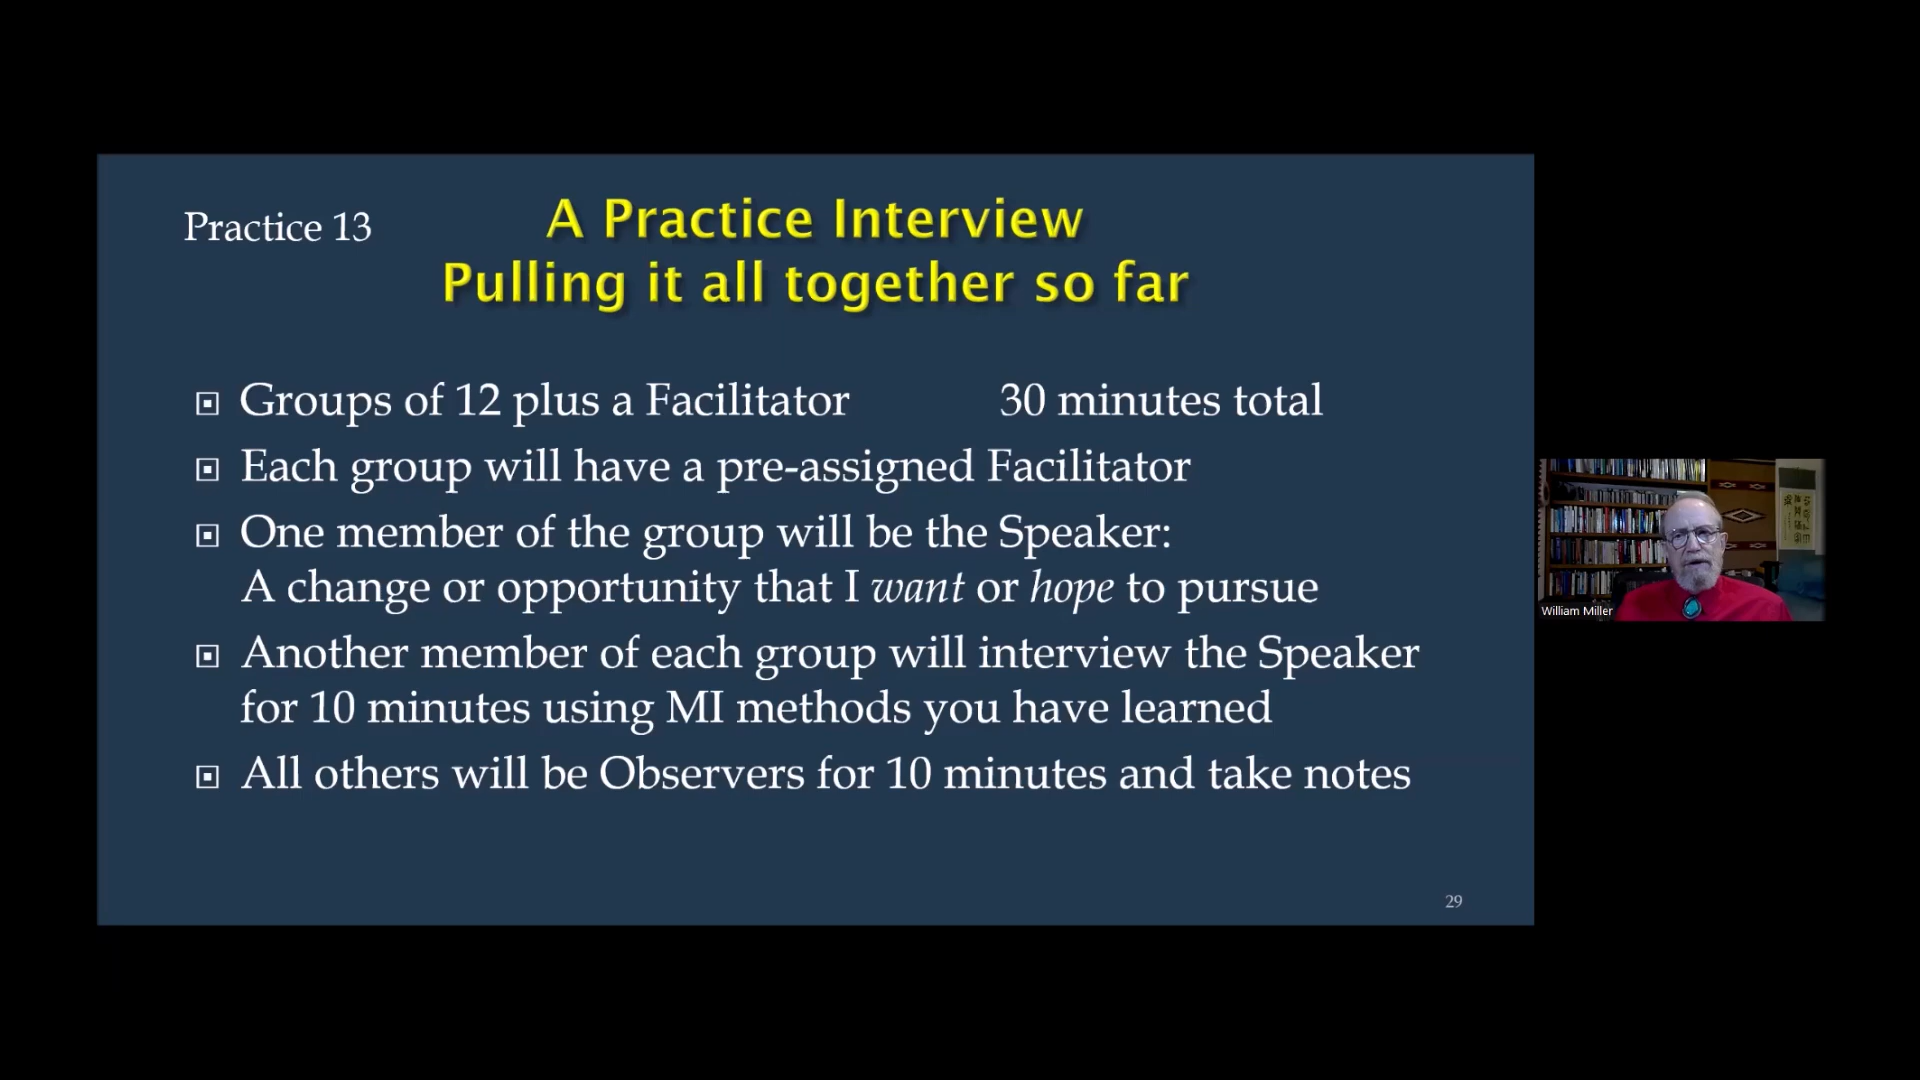 Practice 13
A Practice Interview
Pulling it all together so far
Groups of 12 plus a Facilitator 30 minutes total
Each group will have a pre-assigned Facilitator
One member of the group will be the Speaker:
A change or opportunity that I want or hope to pursue
Another member of each group will interview the Speaker
for 10 minutes using MI methods you have learned
All others will be Observers for 10 minutes and take notes
29
William Miller